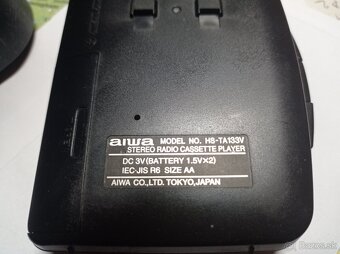 aiwa MODEL NO. HS-TA133V
STEREO RADIO CASSETTE PLAYER
DC 3V(BATTERY 1.5V×2)
IEC·JIS R6 SIZE AA
AIWA CO.,LTD. TOKYO,JAPAN